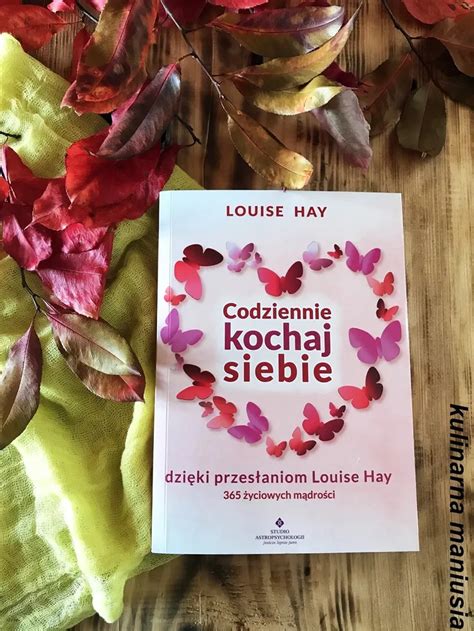 LOUISE HAY
Codziennie
kochaj
siebie
dzięki przesłaniom Louise Hay
365 życiowych mądrości
STUDIO
ASTROPSYCHOLOGII
kulinarna maniusia